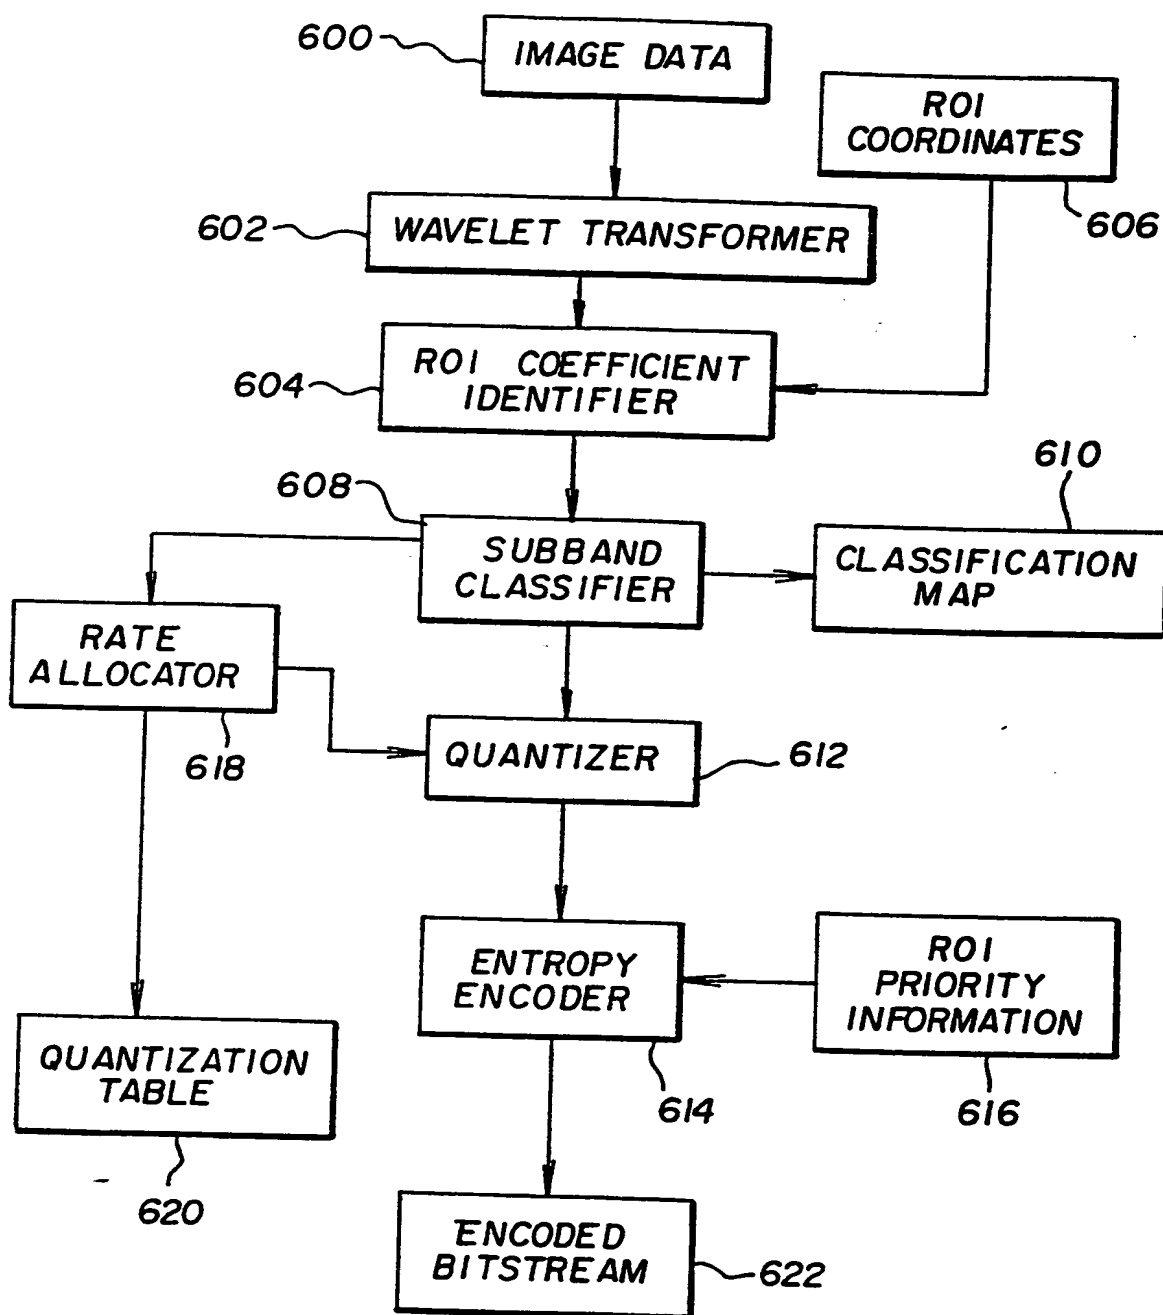 600
IMAGE DATA
ROI
COORDINATES
606
602
WAVELET TRANSFORMER
604
ROI COEFFICIENT
IDENTIFIER
608
SUBBAND
CLASSIFIER
610
CLASSIFICATION
MAP
RATE
ALLOCATOR
618
QUANTIZER
612
ENTROPY
ENCODER
614
ROI
PRIORITY
INFORMATION
616
QUANTIZATION
TABLE
620
ENCODED
BITSTREAM
622